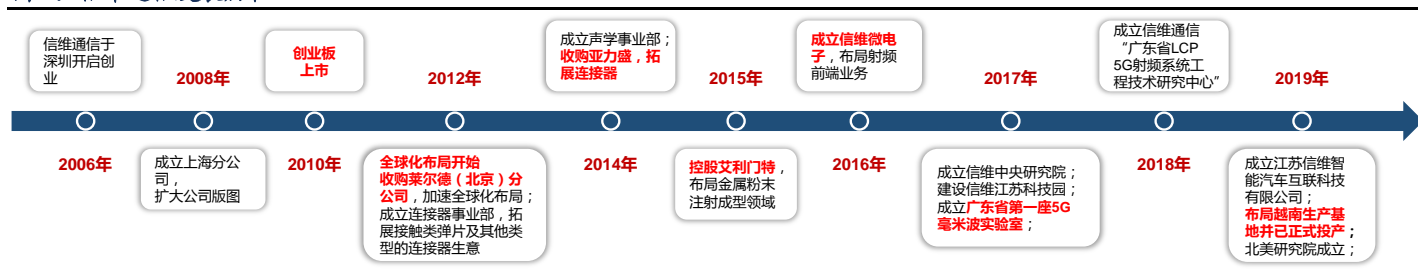 信维通信于
深圳开启创
业
2008年
创业板
上市
2012年
成立声学事业部；
收购亚力盛，拓
展连接器
2015年
成立信维微电
子，布局射频
前端业务
2017年
成立信维通信
“广东省LCP
5G射频系统工
程技术研究中心”
2019年
2006年
成立上海分公
司，
扩大公司版图
2010年
全球化布局开始
收购莱尔德（北京）分
公司，加速全球化布局；
成立连接器事业部，拓
展接触类弹片及其他类
型的连接器生意
2014年
控股艾利门特，
布局金属粉末
注射成型领域
2016年
成立信维中央研究院；
建设信维江苏科技园；
成立广东省第一座5G
毫米波实验室；
2018年
成立江苏信维智
能汽车互联科技
有限公司；
布局越南生产基
地并已正式投产；
北美研究院成立；